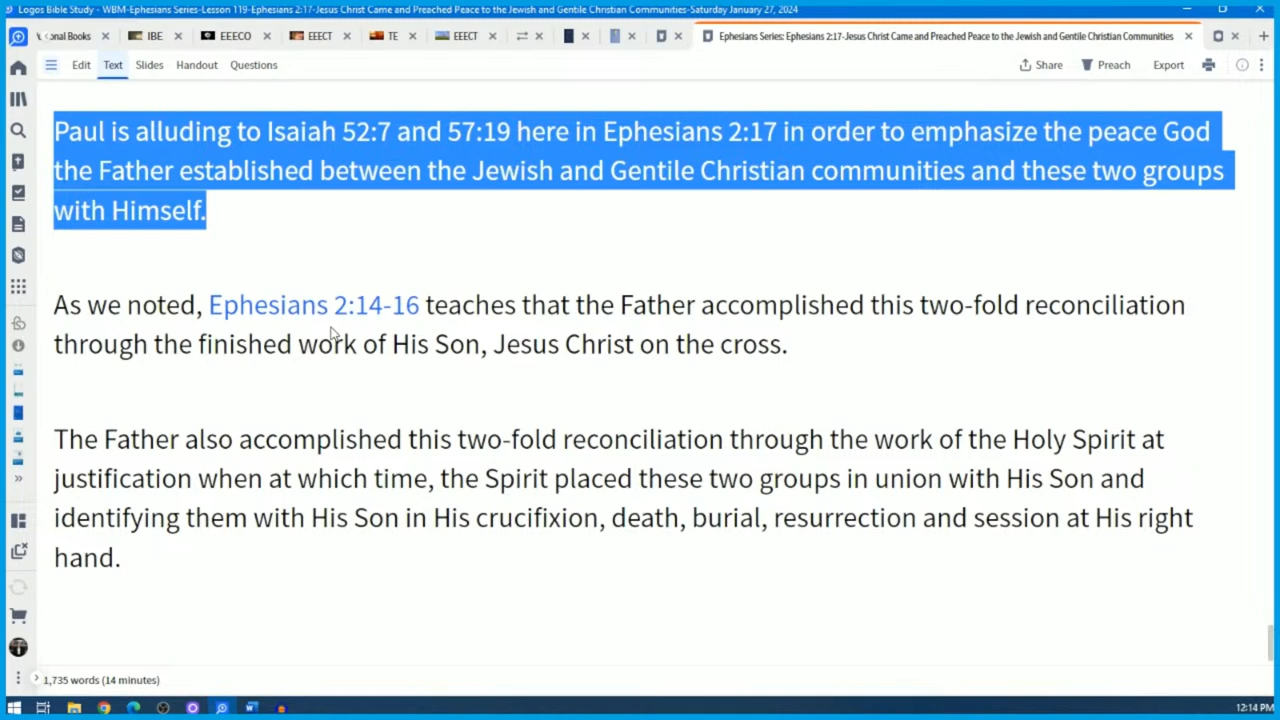 Logos Bible Study - WBM-Ephesians Series-Lesson 119-Ephesians 2:17-Jesus Christ Came and Preached Peace to the Jewish and Gentile Christian Communities-Saturday January 27, 2024
onal Books IBE EEECO EEECT TE EEECT Ephesians Series: Ephesians 2:17-Jesus Christ Came and Preached Peace to the Jewish and Gentile Christian Communities
Edit Text Slides Handout Questions Share Preach Export
Paul is alluding to Isaiah 52:7 and 57:19 here in Ephesians 2:17 in order to emphasize the peace God
the Father established between the Jewish and Gentile Christian communities and these two groups
with Himself.
As we noted, Ephesians 2:14-16 teaches that the Father accomplished this two-fold reconciliation
through the finished work of His Son, Jesus Christ on the cross.
The Father also accomplished this two-fold reconciliation through the work of the Holy Spirit at
justification when at which time, the Spirit placed these two groups in union with His Son and
identifying them with His Son in His crucifixion, death, burial, resurrection and session at His right
hand.
1,735 words (14 minutes)
12:14 PM